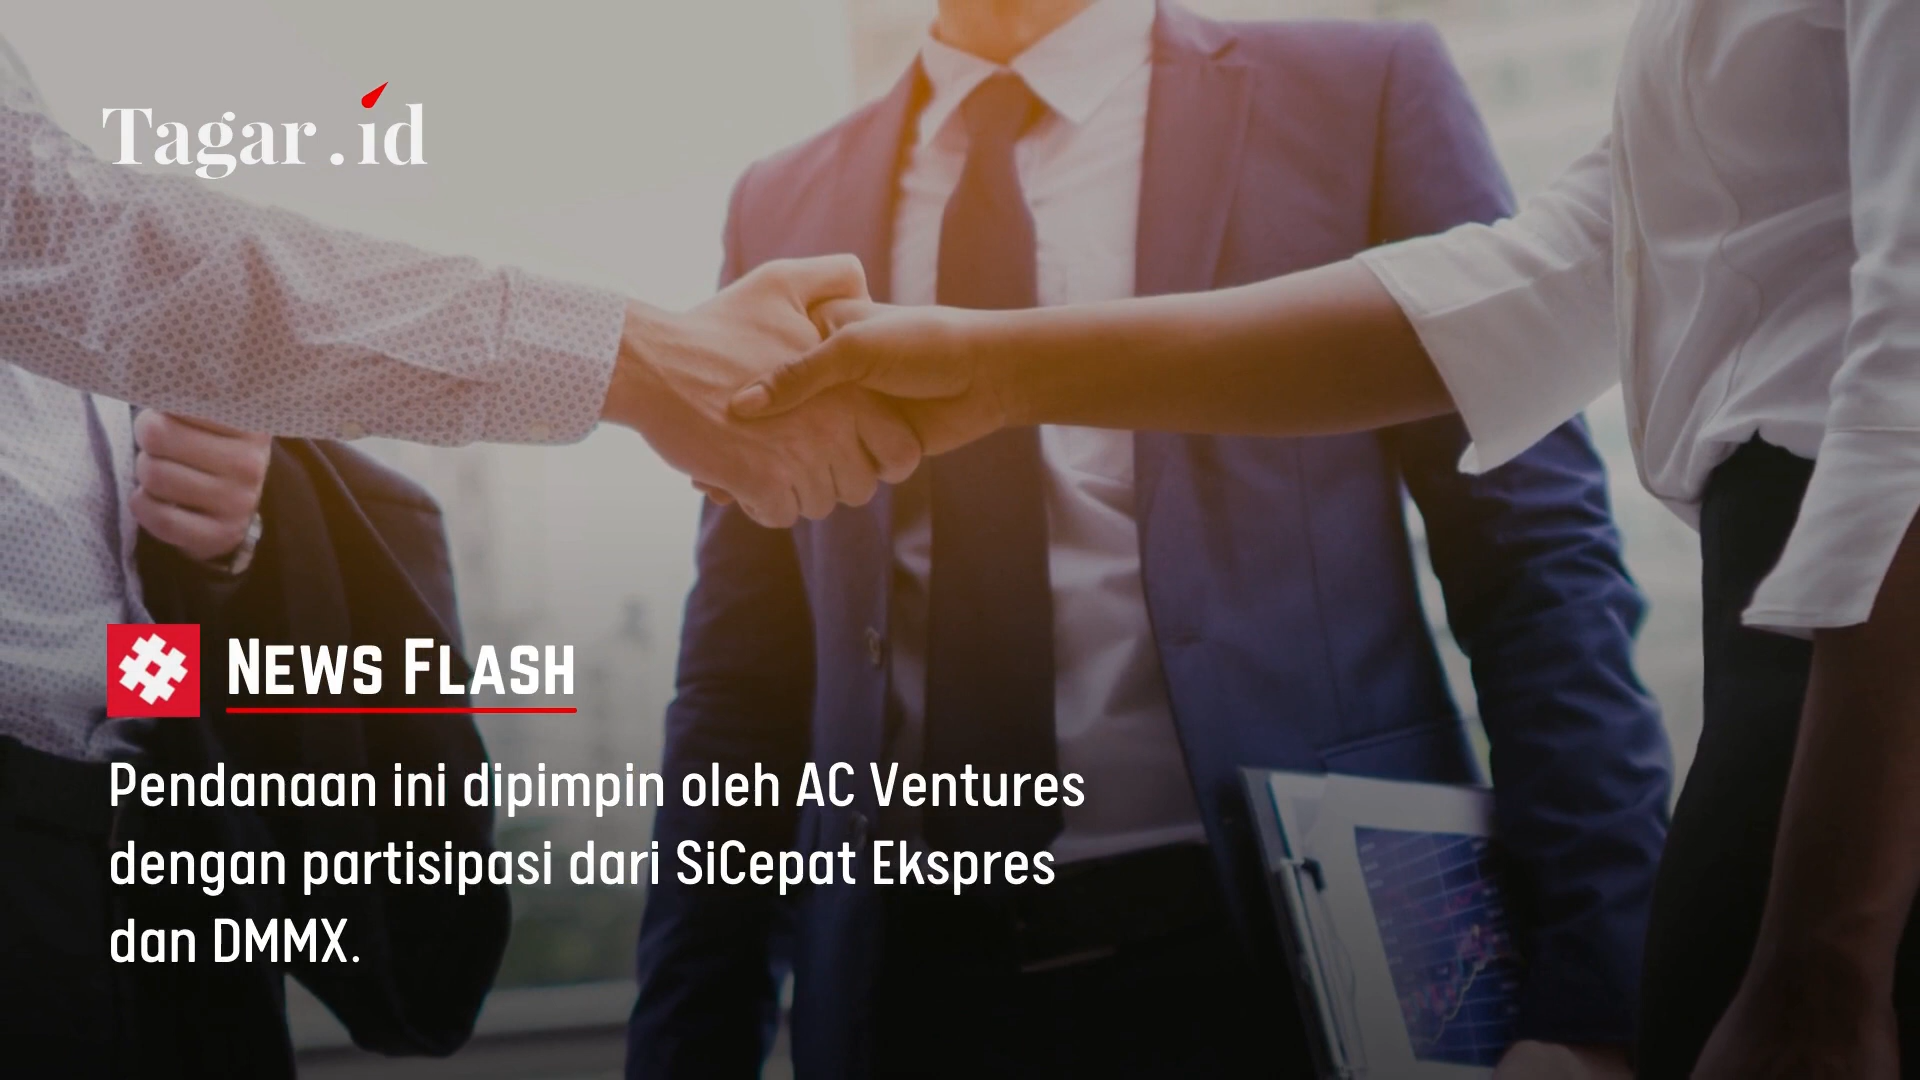 Tagar.id
News Flash
Pendanaan ini dipimpin oleh AC Ventures
dengan partisipasi dari SiCepat Ekspres
dan DMMX.